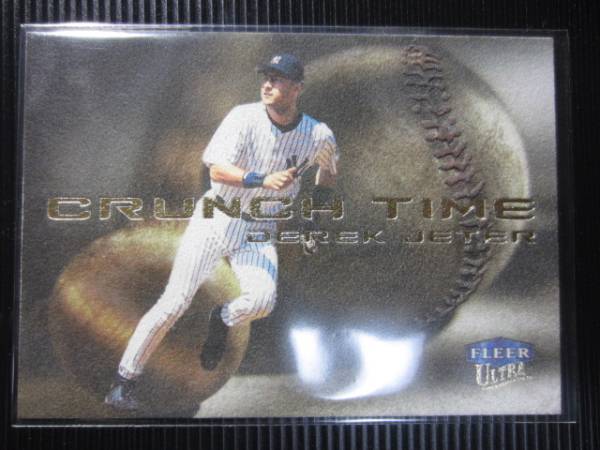 CRUNCH TIME
DEREK JETER
FLEER
ULTRA